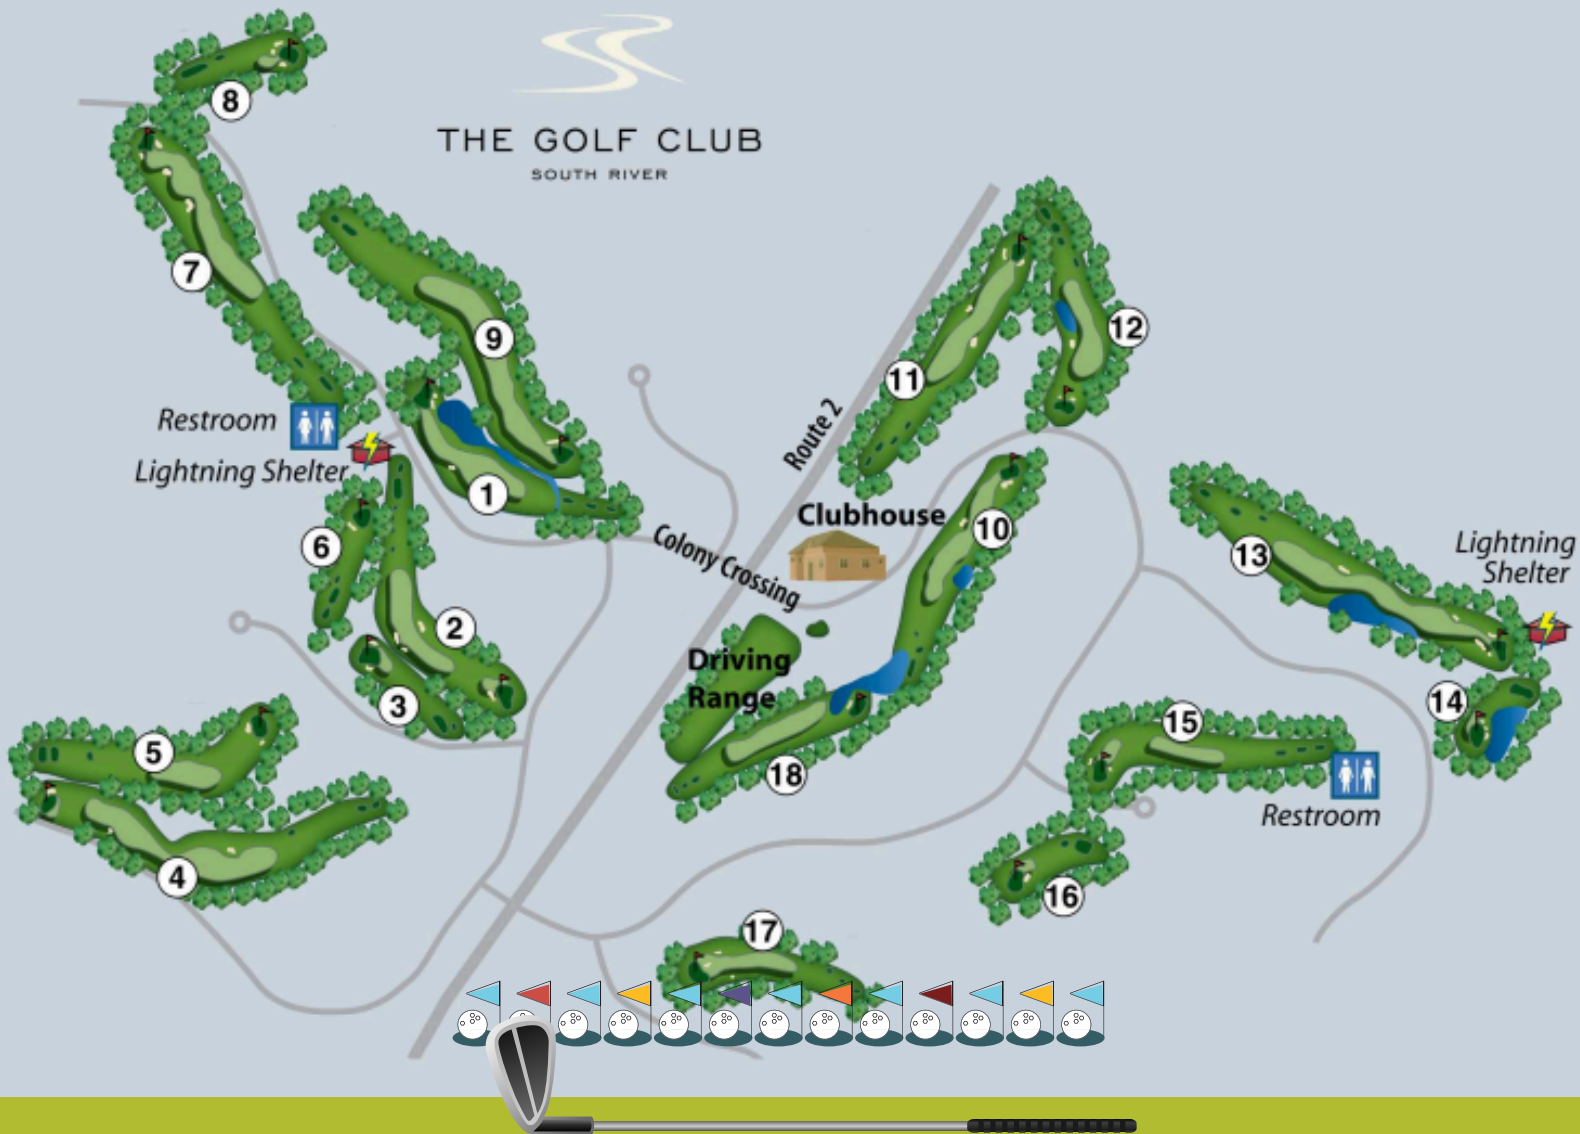 THE GOLF CLUB
SOUTH RIVER
8
7
9
12
11
Restroom
Lightning Shelter
Route 2
1
Clubhouse
10
6
Colony Crossing
13
Lightning
Shelter
2
Driving
Range
3
14
5
15
18
Restroom
4
16
17